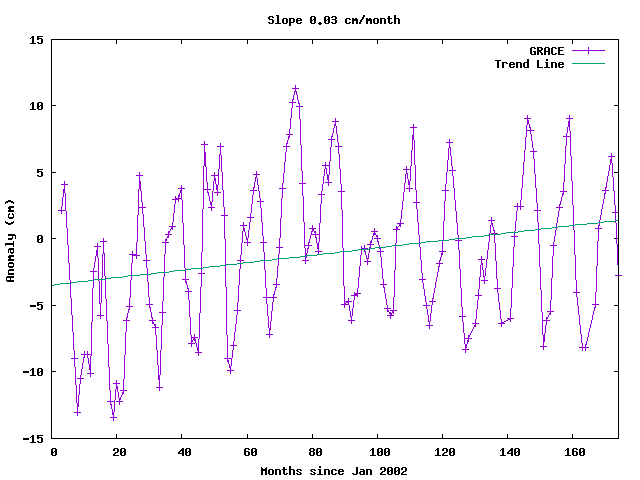 Slope 0.03 cm/month
GRACE
Trend Line
15
10
5
0
-5
-10
-15
Anomaly (cm)
0 20 40 60 80 100 120 140 160
Months since Jan 2002